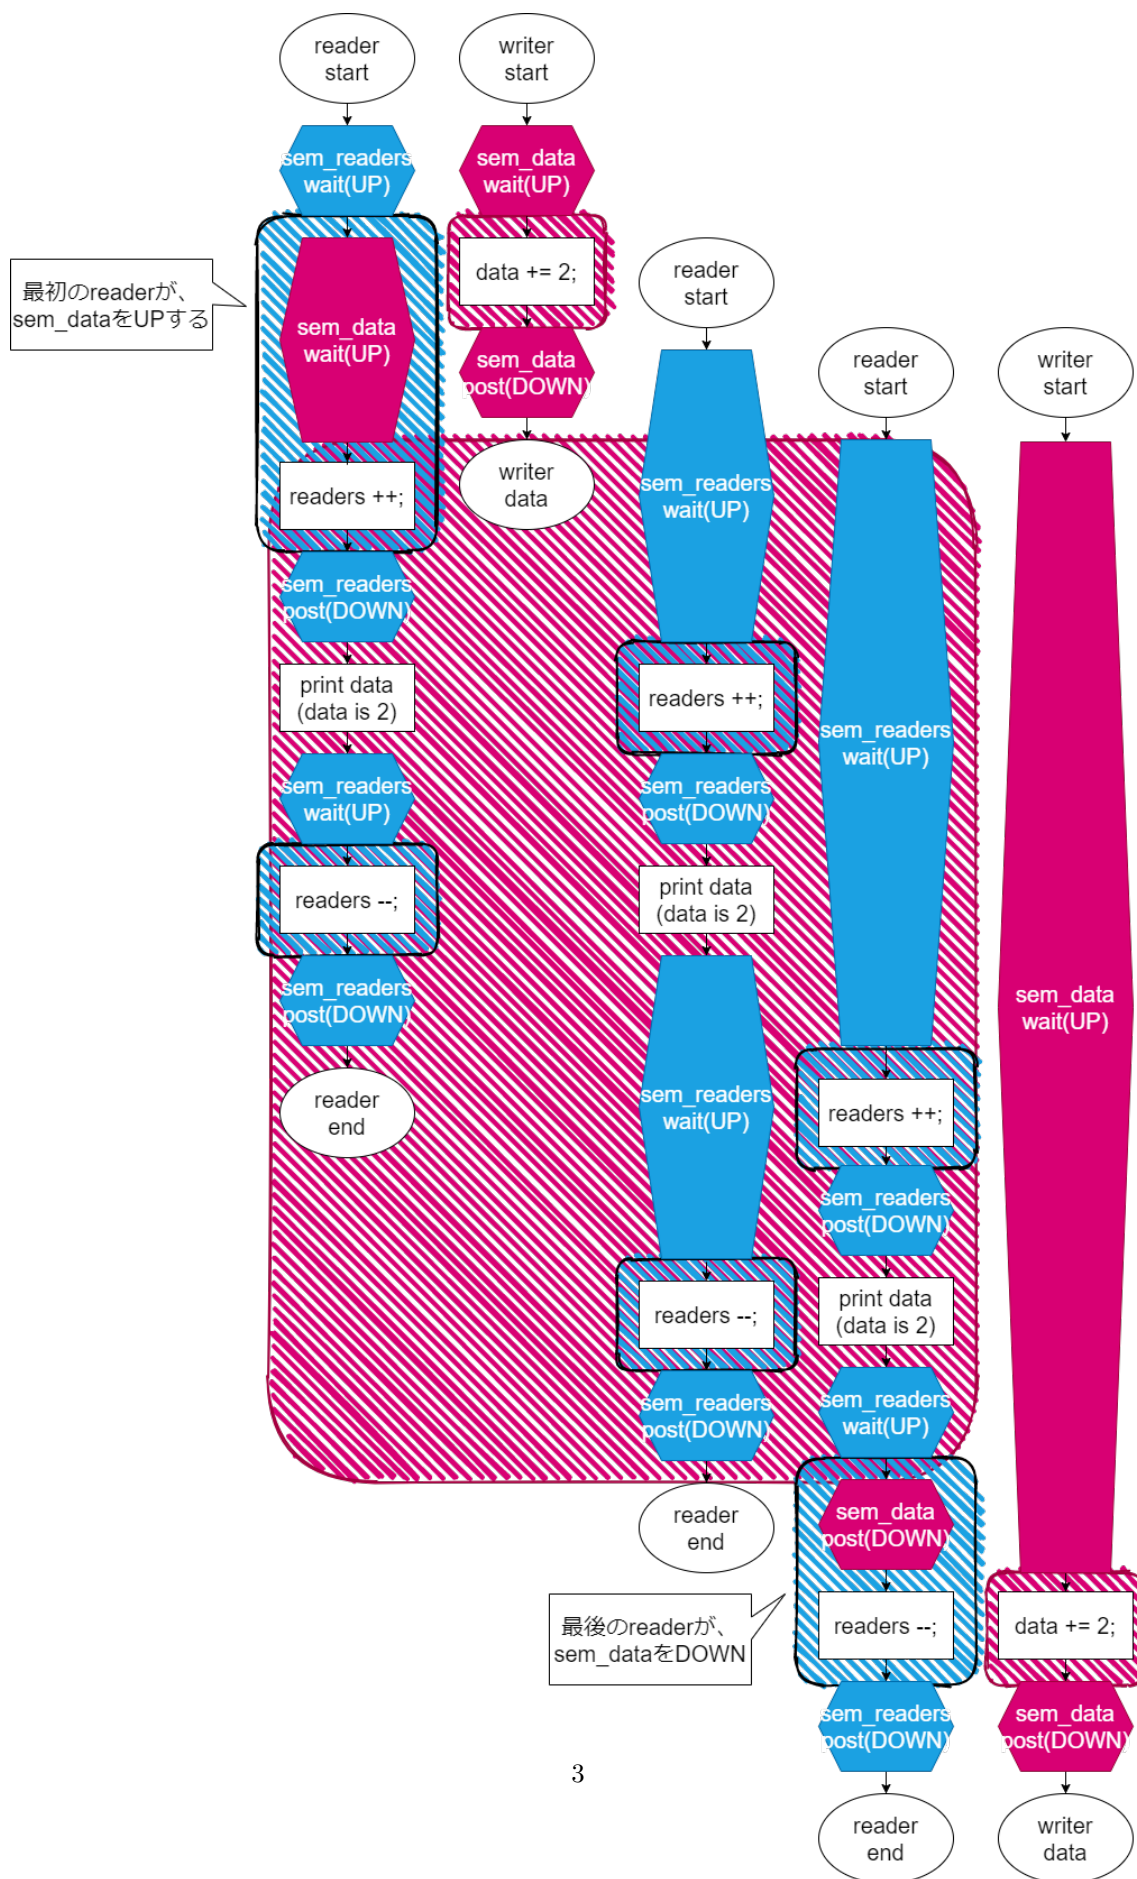 reader
start
sem_readers
wait(UP)
最初のreaderが、
sem_dataをUPする
sem_data
wait(UP)
readers ++;
sem_readers
post(DOWN)
print data
(data is 2)
sem_readers
wait(UP)
readers --;
sem_readers
post(DOWN)
reader
end
writer
start
sem_data
wait(UP)
data += 2;
sem_data
post(DOWN)
writer
data
reader
start
sem_readers
wait(UP)
readers ++;
sem_readers
post(DOWN)
print data
(data is 2)
sem_readers
wait(UP)
readers --;
sem_readers
post(DOWN)
reader
end
reader
start
sem_readers
wait(UP)
readers ++;
sem_readers
post(DOWN)
print data
(data is 2)
sem_readers
wait(UP)
最後のreaderが、
sem_dataをDOWN
sem_data
post(DOWN)
readers --;
sem_readers
post(DOWN)
reader
end
writer
start
sem_data
wait(UP)
data += 2;
sem_data
post(DOWN)
writer
data
3